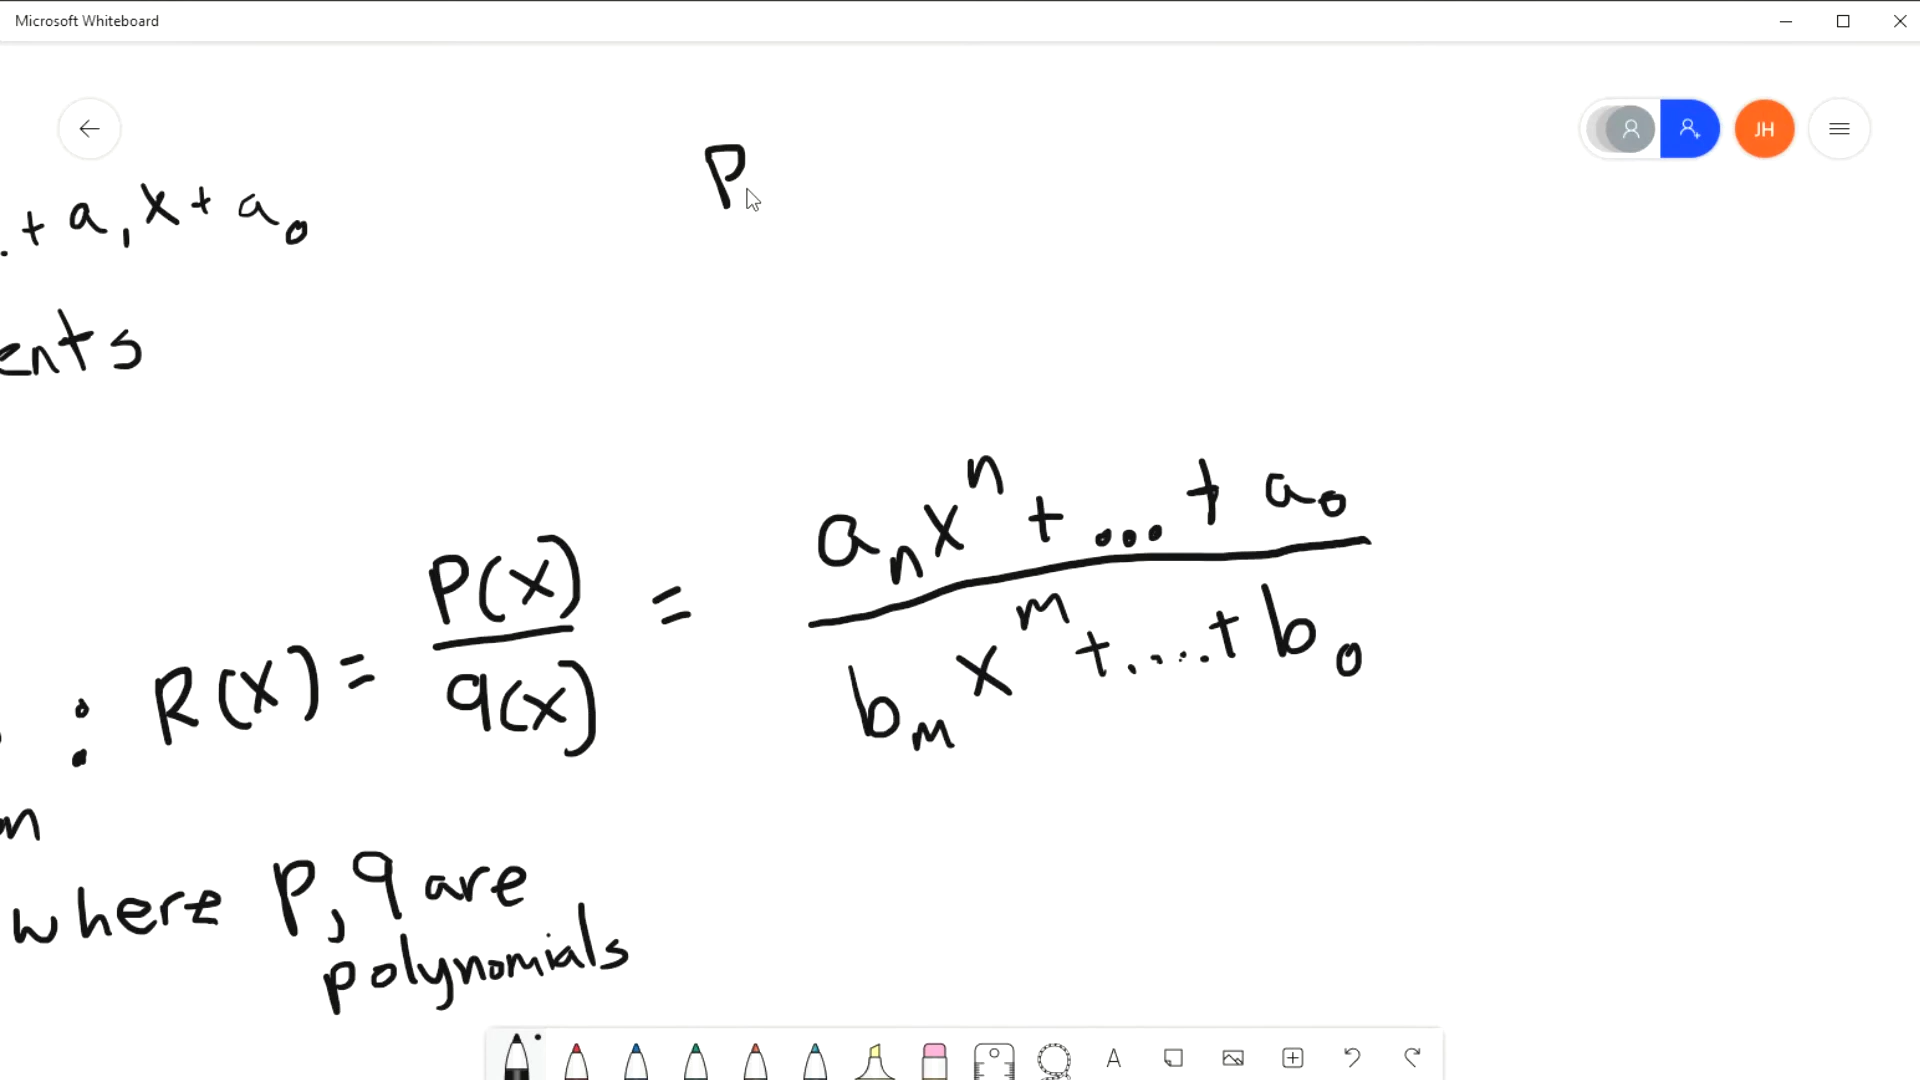 Microsoft Whiteboard
JH
P
. + a₁x + a₀
ents
: R(x) = P(x)/q(x) = (aₙxⁿ + ... + a₀)/(bₘxᵐ + .... + b₀)
where p, q are
polynomials
A